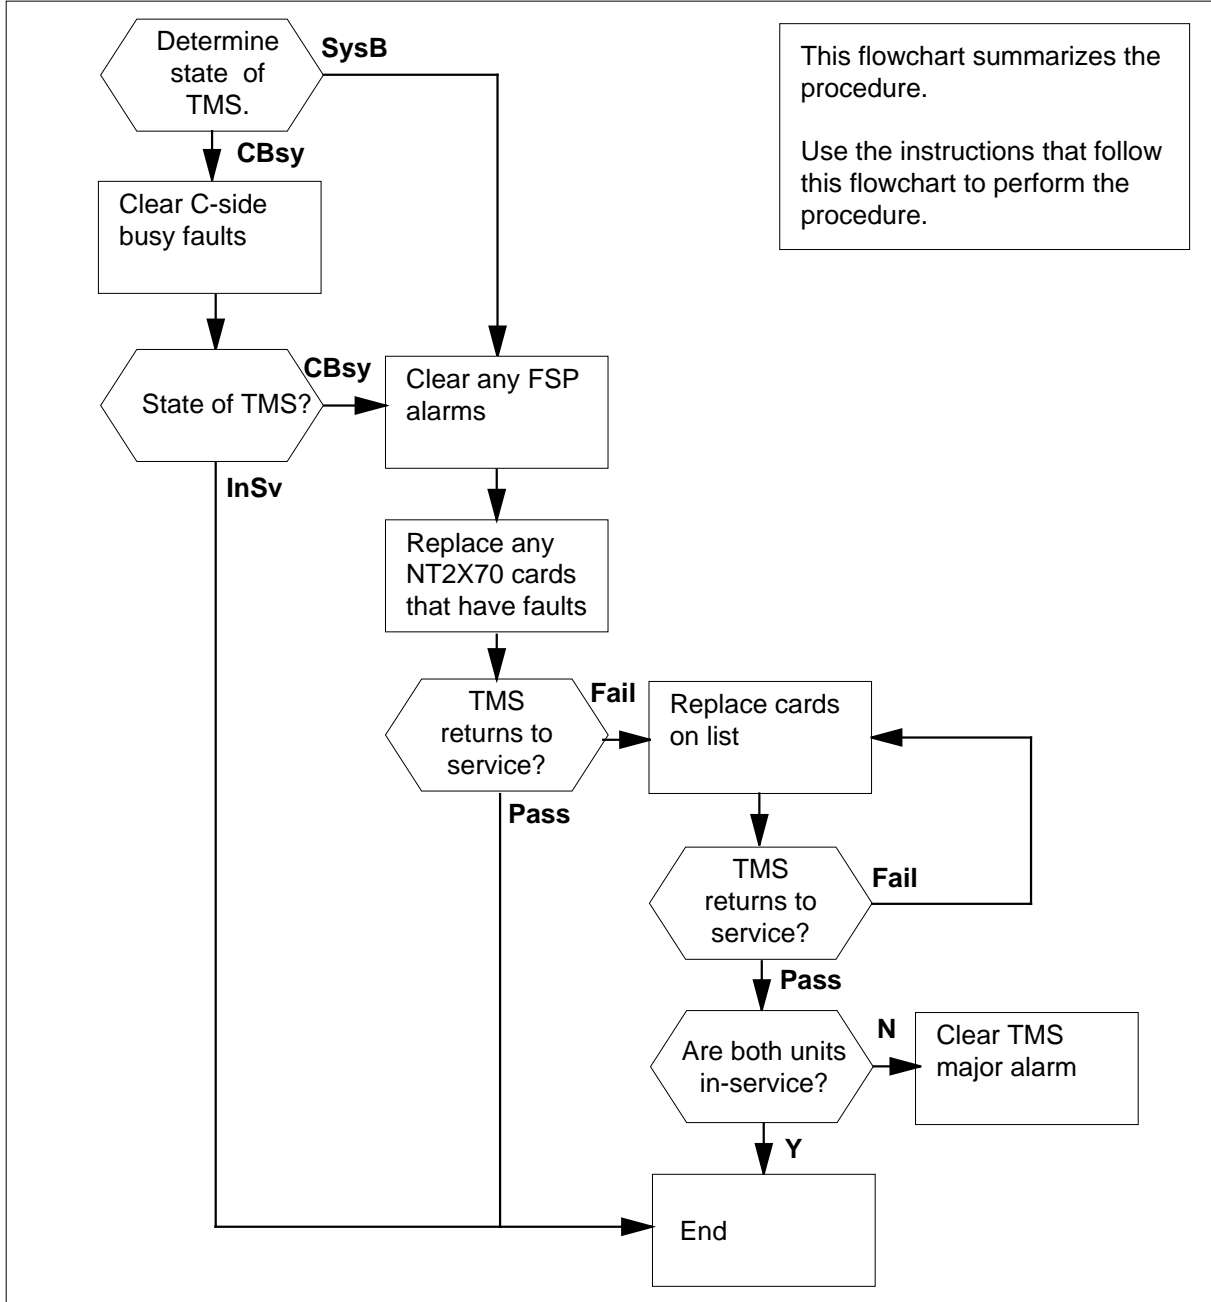 Determine
state of
TMS.
SysB
This flowchart summarizes the
procedure.
Use the instructions that follow
this flowchart to perform the
procedure.
CBsy
Clear C-side
busy faults
State of TMS?
CBsy
Clear any FSP
alarms
InSv
Replace any
NT2X70 cards
that have faults
TMS
returns to
service?
Fail
Replace cards
on list
Pass
TMS
returns to
service?
Fail
Pass
Are both units
in-service?
N
Clear TMS
major alarm
Y
End